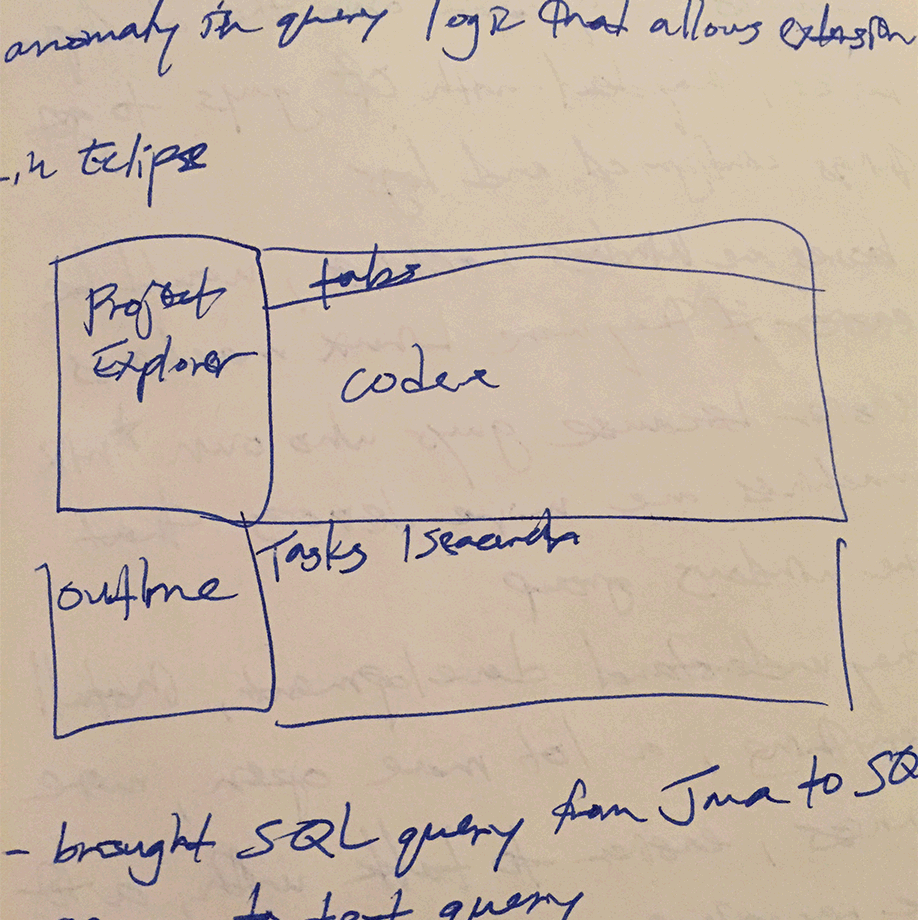 anomaly in query logic that allows extension
-in Eclipse
tabs
Project
Explorer
code
Tasks | Search
outline
- brought SQL query from Java to SQ
to test query